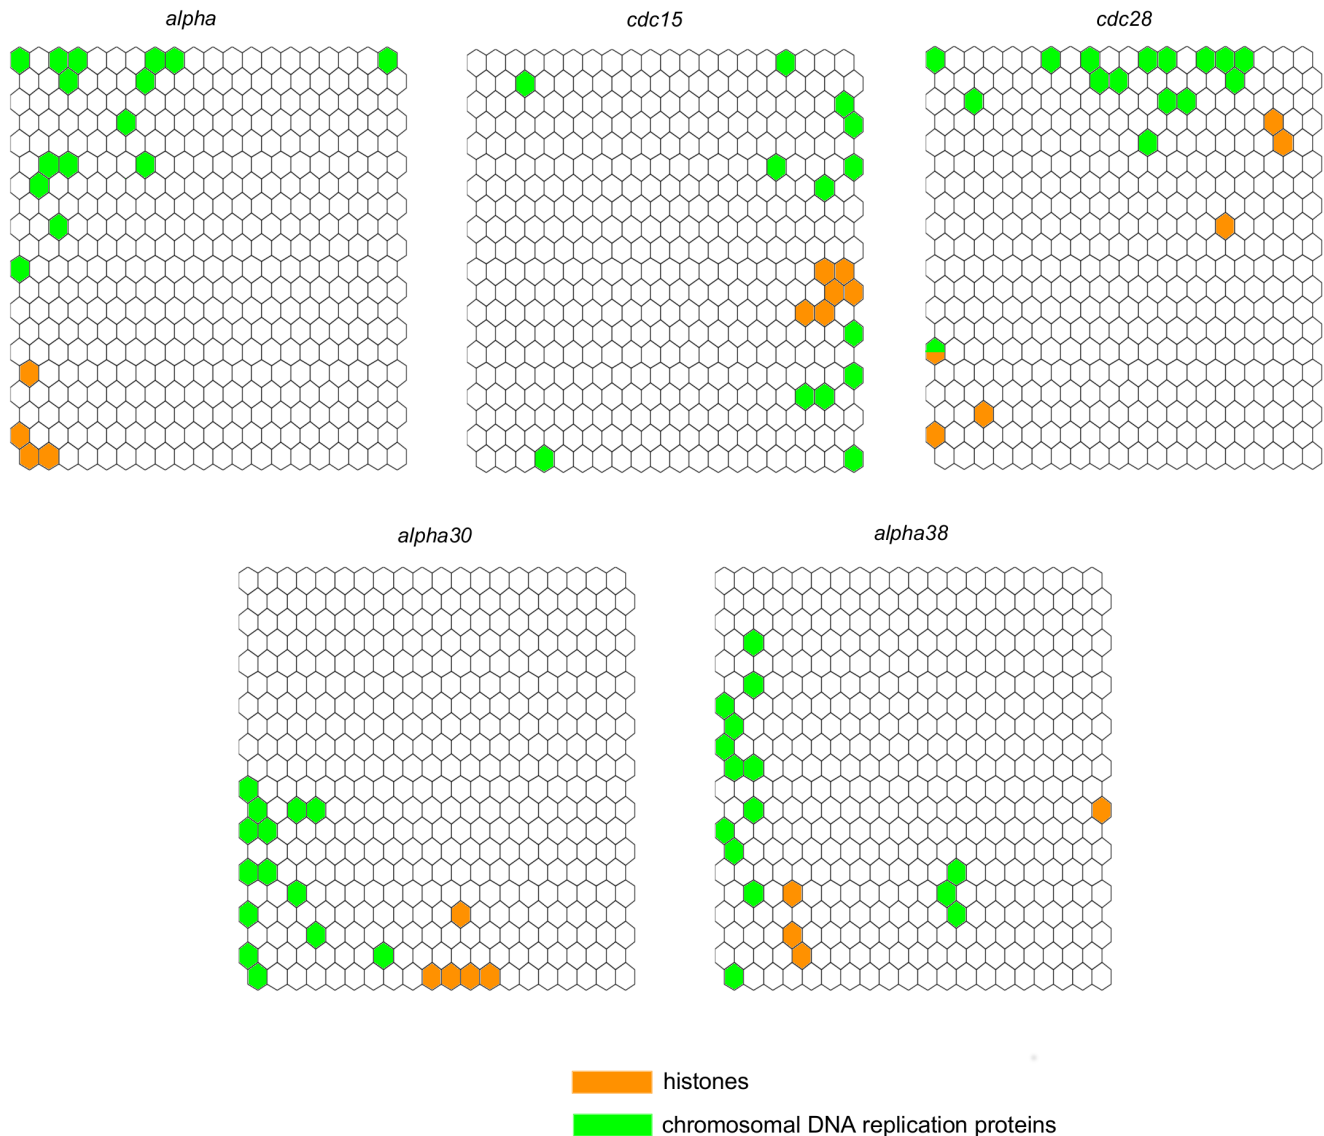 alpha
cdc15
cdc28
alpha30
alpha38
histones
chromosomal DNA replication proteins